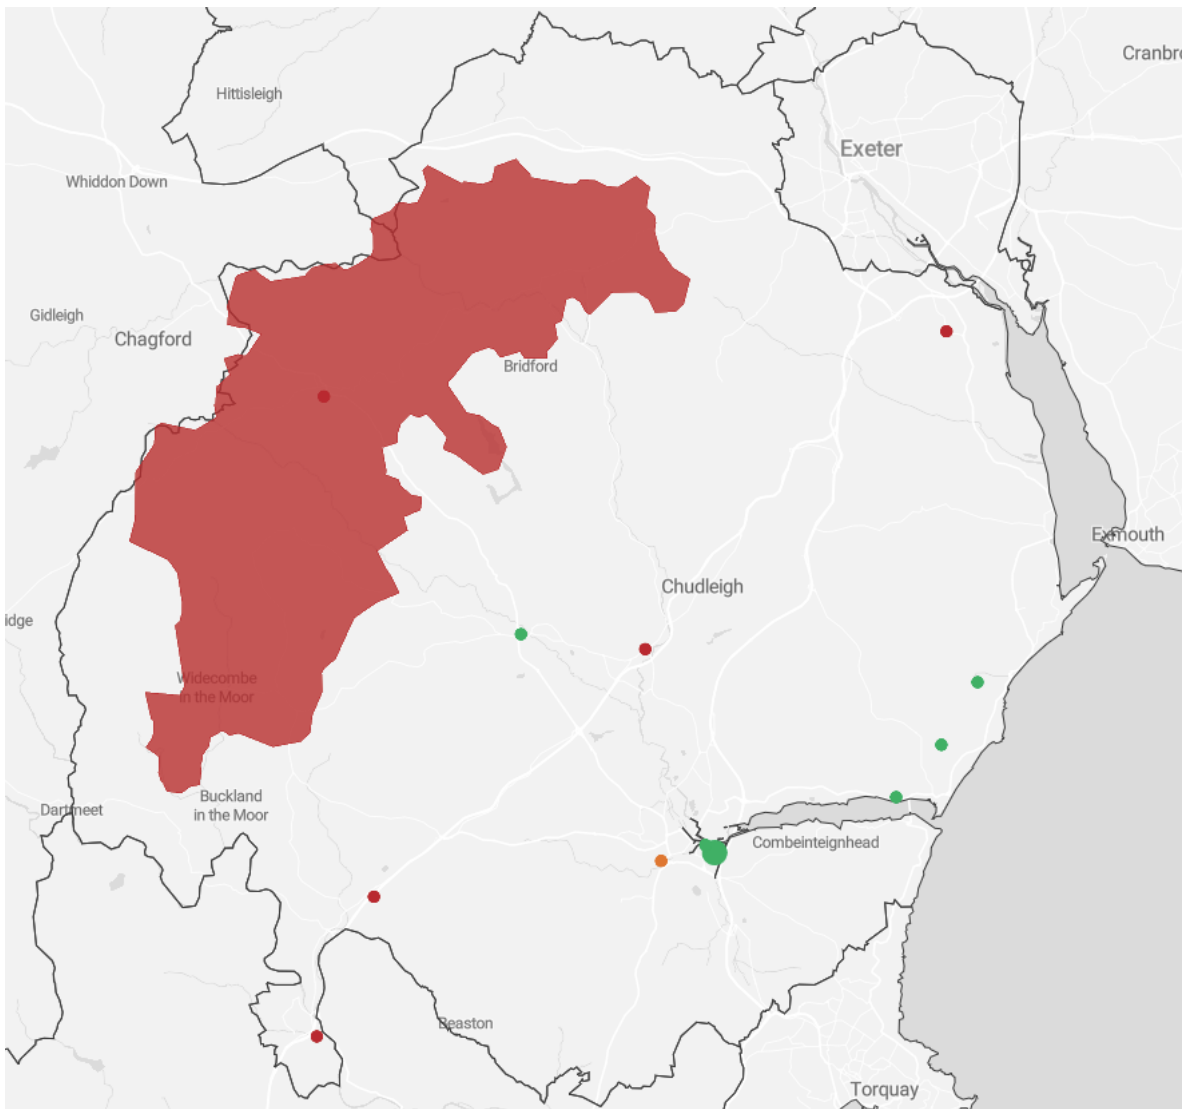 Cranbr
Hittisleigh
Exeter
Whiddon Down
Gidleigh
Chagford
Bridford
Exmouth
Chudleigh
idge
Widecombe
in the Moor
Buckland
in the Moor
Dartmeet
Combeinteignhead
Beaston
Torquay